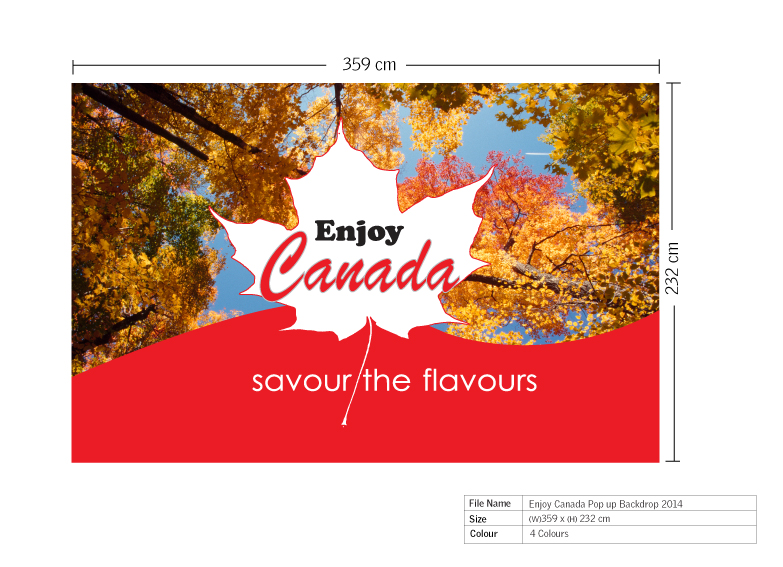 359 cm
232 cm
Enjoy
Canada
savour the flavours
File Name Enjoy Canada Pop up Backdrop 2014
Size (W)359 x (H) 232 cm
Colour 4 Colours